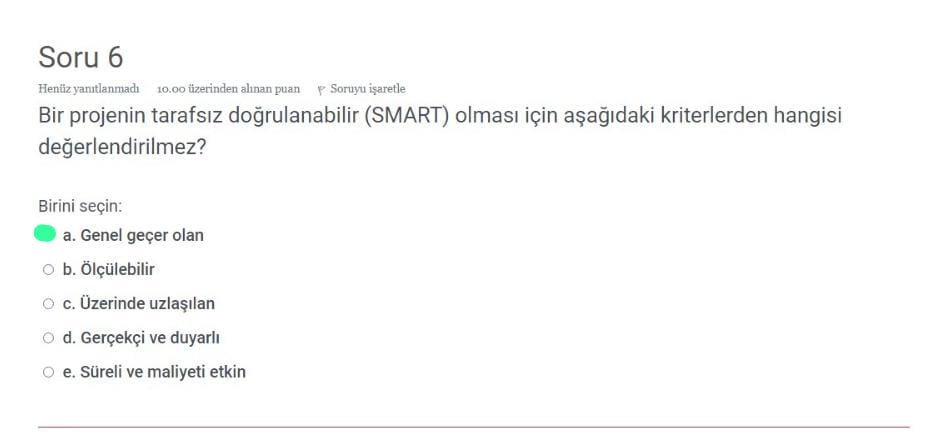 Soru 6
Henüz yanıtlanmadı 10.00 üzerinden alınan puan Soruyu işaretle
Bir projenin tarafsız doğrulanabilir (SMART) olması için aşağıdaki kriterlerden hangisi
değerlendirilmez?
Birini seçin:
a. Genel geçer olan
b. Ölçülebilir
c. Üzerinde uzlaşılan
d. Gerçekçi ve duyarlı
e. Süreli ve maliyeti etkin